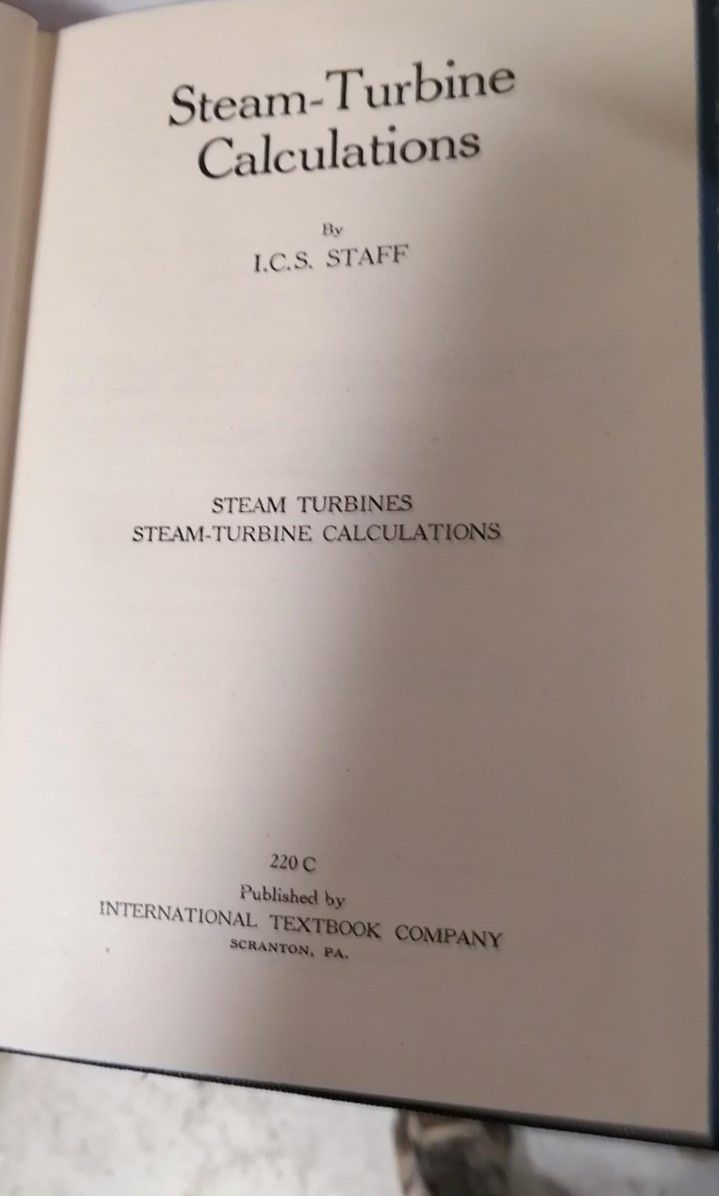 Steam-Turbine
Calculations
By
I.C.S. STAFF
STEAM TURBINES
STEAM-TURBINE CALCULATIONS
220 C
Published by
INTERNATIONAL TEXTBOOK COMPANY
SCRANTON, PA.